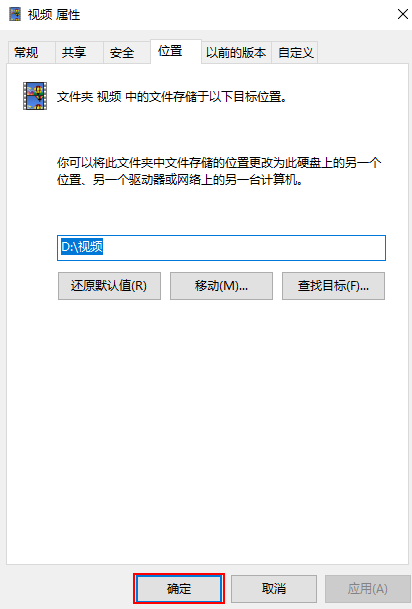 视频 属性
常规 共享 安全 位置 以前的版本 自定义
文件夹 视频 中的文件存储于以下目标位置。
你可以将此文件夹中文件存储的位置更改为此硬盘上的另一个
位置、另一个驱动器或网络上的另一台计算机。
D:\视频
还原默认值(R) 移动(M)... 查找目标(F)...
确定 取消 应用(A)